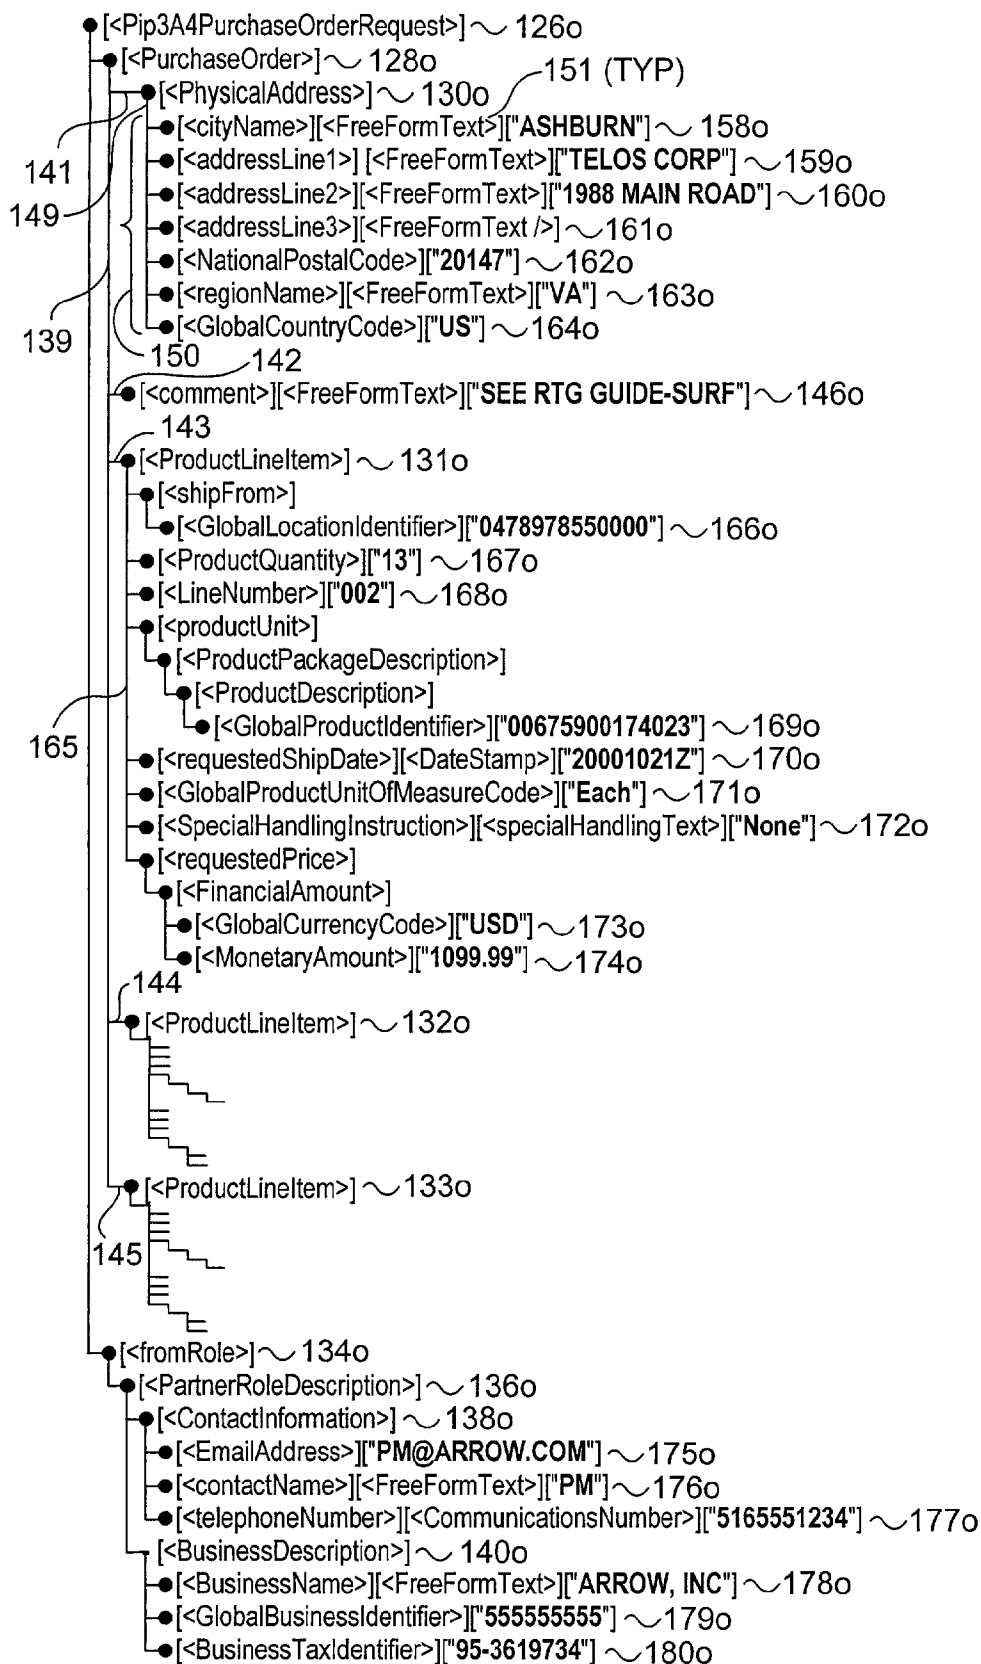 [<Pip3A4PurchaseOrderRequest>] 126o
[<PurchaseOrder>] 128o
151 (TYP)
[<PhysicalAddress>] 130o
141
[<cityName>][<FreeFormText>]["ASHBURN"] 158o
[<addressLine1>] [<FreeFormText>]["TELOS CORP"] 159o
149
[<addressLine2>][<FreeFormText>]["1988 MAIN ROAD"] 160o
[<addressLine3>][<FreeFormText />] 161o
[<NationalPostalCode>]["20147"] 162o
[<regionName>][<FreeFormText>]["VA"] 163o
139
[<GlobalCountryCode>]["US"] 164o
150
142
[<comment>][<FreeFormText>]["SEE RTG GUIDE-SURF"] 146o
143
[<ProductLineItem>] 131o
[<shipFrom>]
[<GlobalLocationIdentifier>]["0478978550000"] 166o
[<ProductQuantity>]["13"] 167o
[<LineNumber>]["002"] 168o
[<productUnit>]
[<ProductPackageDescription>]
[<ProductDescription>]
[<GlobalProductIdentifier>]["00675900174023"] 169o
165
[<requestedShipDate>][<DateStamp>]["20001021Z"] 170o
[<GlobalProductUnitOfMeasureCode>]["Each"] 171o
[<SpecialHandlingInstruction>][<specialHandlingText>]["None"] 172o
[<requestedPrice>]
[<FinancialAmount>]
[<GlobalCurrencyCode>]["USD"] 173o
[<MonetaryAmount>]["1099.99"] 174o
144
[<ProductLineItem>] 132o
[<ProductLineItem>] 133o
145
[<fromRole>] 134o
[<PartnerRoleDescription>] 136o
[<ContactInformation>] 138o
[<EmailAddress>]["PM@ARROW.COM"] 175o
[<contactName>][<FreeFormText>]["PM"] 176o
[<telephoneNumber>][<CommunicationsNumber>]["5165551234"] 177o
[<BusinessDescription>] 140o
[<BusinessName>][<FreeFormText>]["ARROW, INC"] 178o
[<GlobalBusinessIdentifier>]["555555555"] 179o
[<BusinessTaxIdentifier>]["95-3619734"] 180o